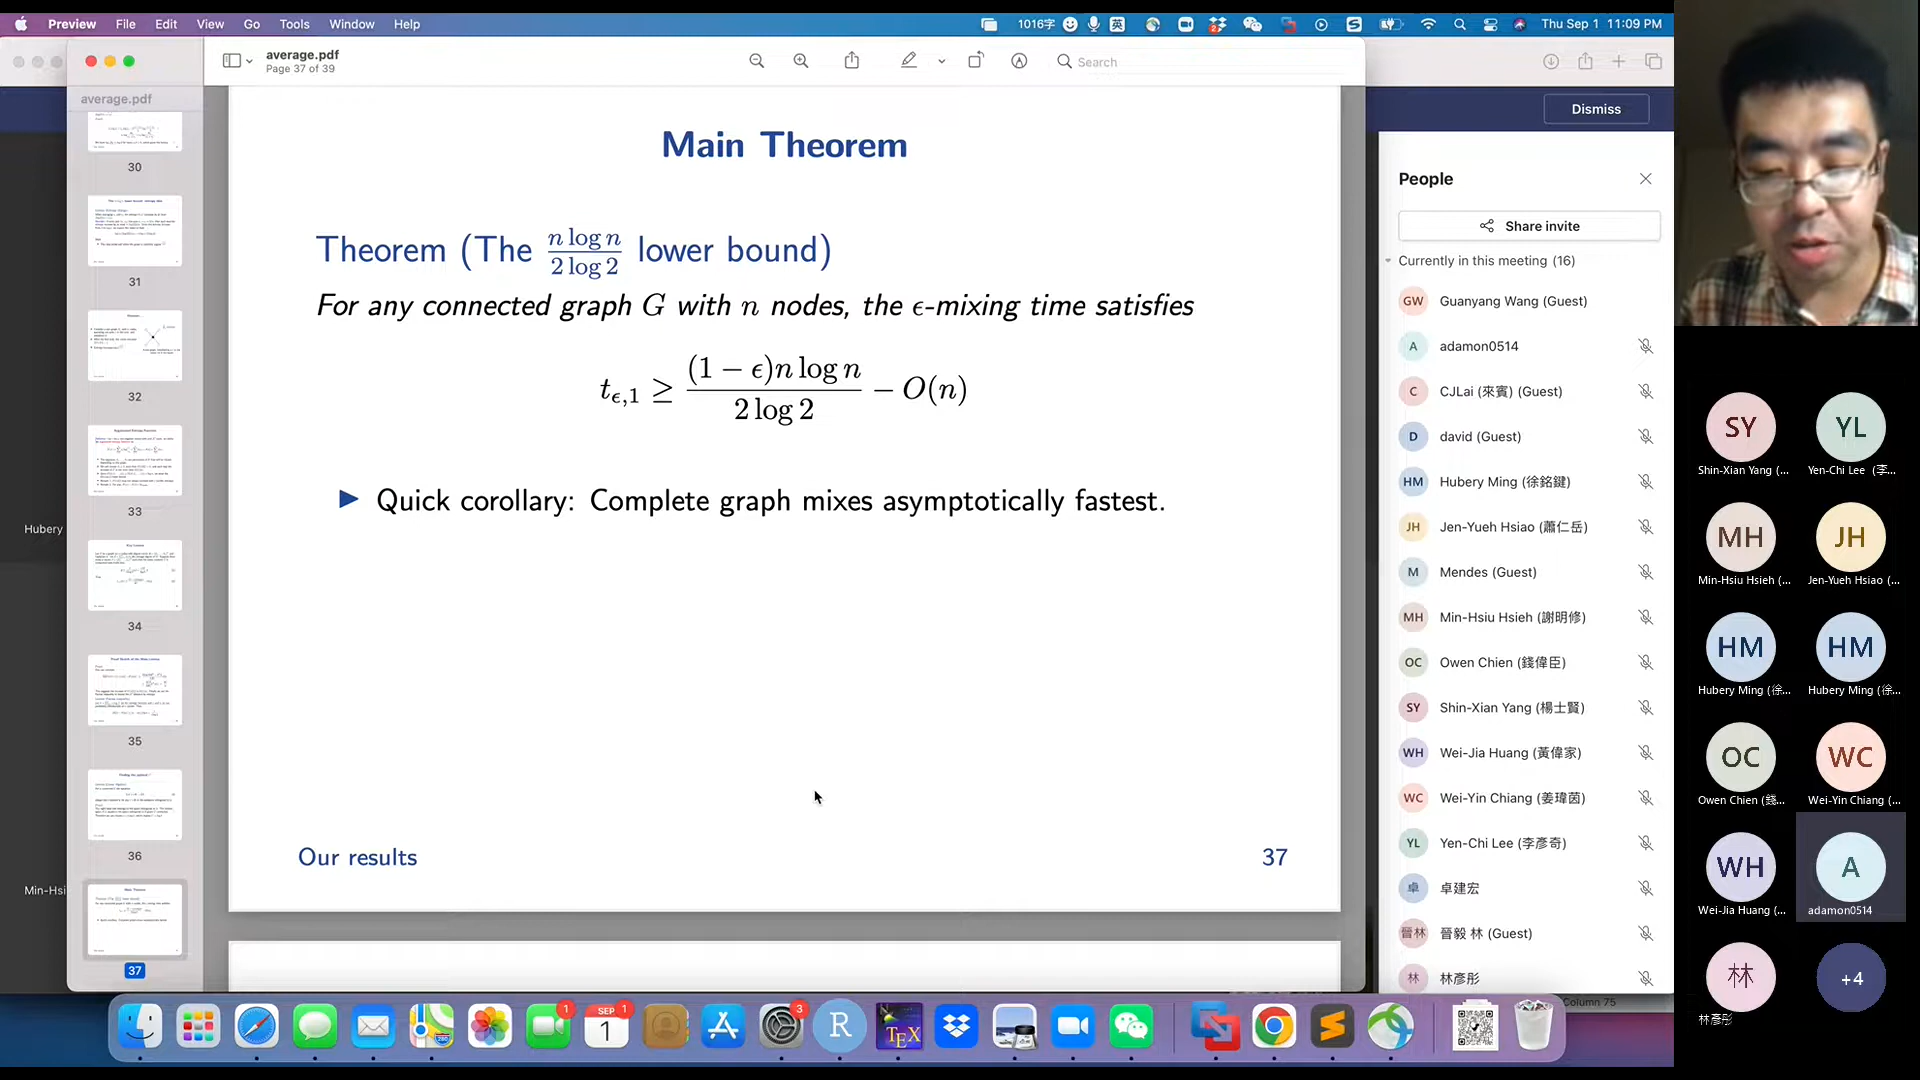 Preview File Edit View Go Tools Window Help
1016字 英 Thu Sep 1 11:09 PM
average.pdf
Page 37 of 39
Search
average.pdf
30
31
32
33
34
35
36
37
Hubery
Min-Hsi
Main Theorem
Theorem (The \frac{n log n}{2 log 2} lower bound)
For any connected graph G with n nodes, the ϵ-mixing time satisfies
t_{ϵ,1} ≥ \frac{(1 − ϵ)n log n}{2 log 2} − O(n)
Quick corollary: Complete graph mixes asymptotically fastest.
Our results 37
Dismiss
People
Share invite
Currently in this meeting (16)
GW Guanyang Wang (Guest)
A adamon0514
C CJLai (來賓) (Guest)
D david (Guest)
HM Hubery Ming (徐銘鍵)
JH Jen-Yueh Hsiao (蕭仁岳)
M Mendes (Guest)
MH Min-Hsiu Hsieh (謝明修)
OC Owen Chien (錢偉臣)
SY Shin-Xian Yang (楊士賢)
WH Wei-Jia Huang (黃偉家)
WC Wei-Yin Chiang (姜瑋茵)
YL Yen-Chi Lee (李彥奇)
卓 卓建宏
晉林 晉毅 林 (Guest)
林 林彥彤
Column 75
SY YL
Shin-Xian Yang (... Yen-Chi Lee (李...
MH JH
Min-Hsiu Hsieh (... Jen-Yueh Hsiao (...
HM HM
Hubery Ming (徐... Hubery Ming (徐...
OC WC
Owen Chien (錢... Wei-Yin Chiang (...
WH A
Wei-Jia Huang (... adamon0514
林 +4
林彥彤
1 SEP 1 1 3
R TEX